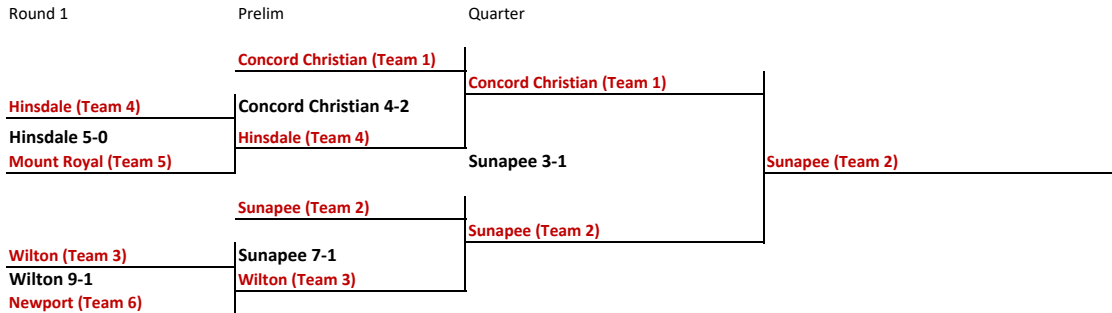 Round 1 Prelim Quarter
Concord Christian (Team 1)
Concord Christian (Team 1)
Hinsdale (Team 4) Concord Christian 4-2
Hinsdale 5-0 Hinsdale (Team 4)
Mount Royal (Team 5) Sunapee 3-1 Sunapee (Team 2)
Sunapee (Team 2)
Sunapee (Team 2)
Wilton (Team 3) Sunapee 7-1
Wilton 9-1 Wilton (Team 3)
Newport (Team 6)